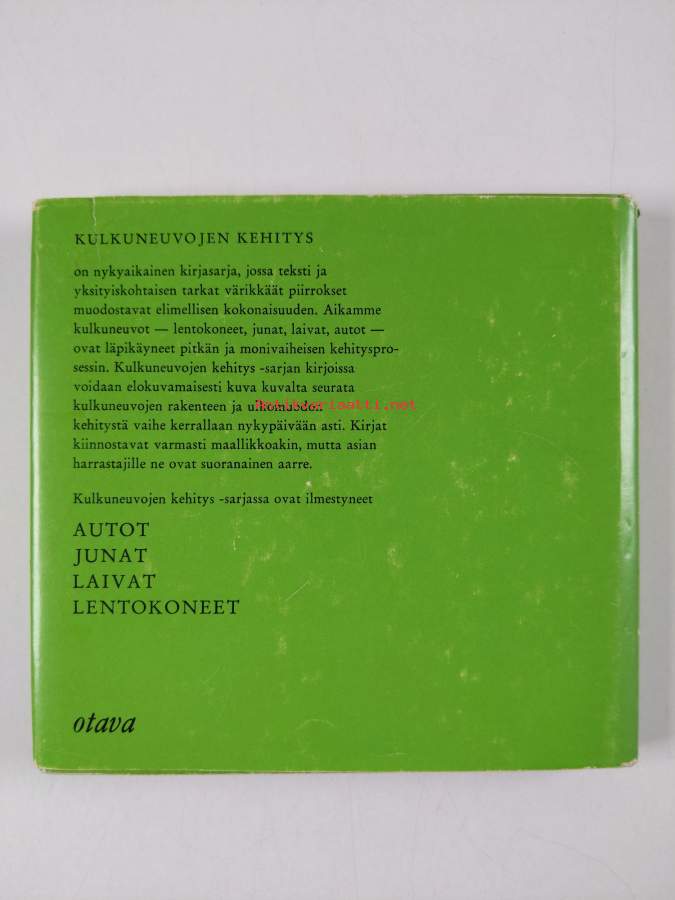 KULKUNEUVOJEN KEHITYS
on nykyaikainen kirjasarja, jossa teksti ja
yksityiskohtaisen tarkat värikkäät piirrokset
muodostavat elimellisen kokonaisuuden. Aikamme
kulkuneuvot — lentokoneet, junat, laivat, autot —
ovat läpikäyneet pitkän ja monivaiheisen kehityspro-
sessin. Kulkuneuvojen kehitys -sarjan kirjoissa
voidaan elokuvamaisesti kuva kuvalta seurata
kulkuneuvojen rakenteen ja ulkomuodon
antikvariaatti.net
kehitystä vaihe kerrallaan nykypäivään asti. Kirjat
kiinnostavat varmasti maallikkoakin, mutta asian
harrastajille ne ovat suoranainen aarre.
Kulkuneuvojen kehitys -sarjassa ovat ilmestyneet
AUTOT
JUNAT
LAIVAT
LENTOKONEET
otava